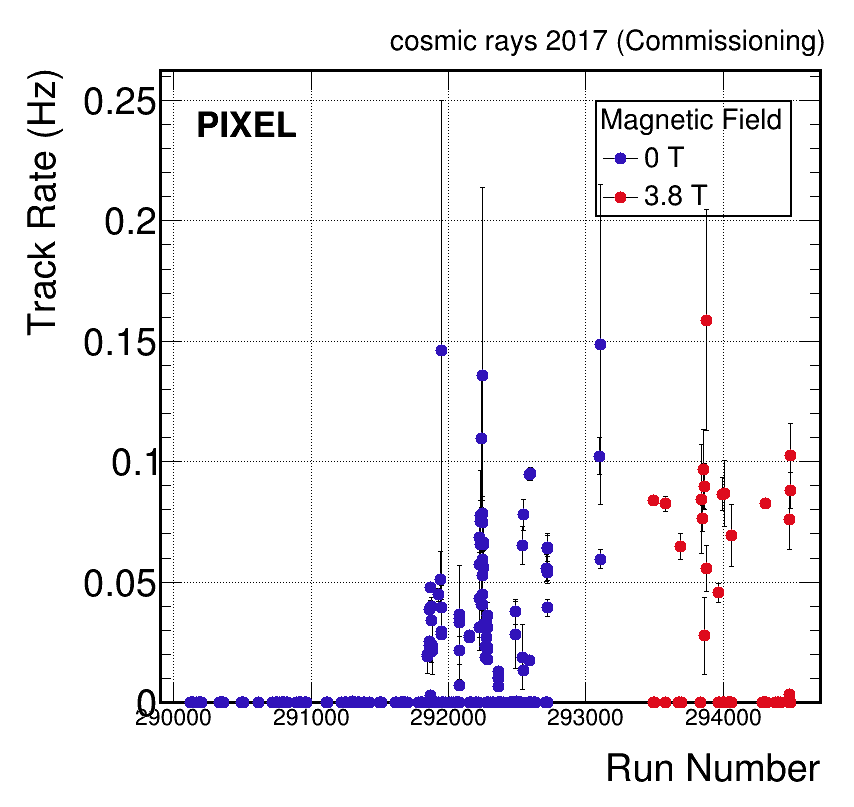 cosmic rays 2017 (Commissioning)
Track Rate (Hz)
PIXEL
Magnetic Field
0 T
3.8 T
0.25
0.2
0.15
0.1
0.05
0
290000 291000 292000 293000 294000
Run Number